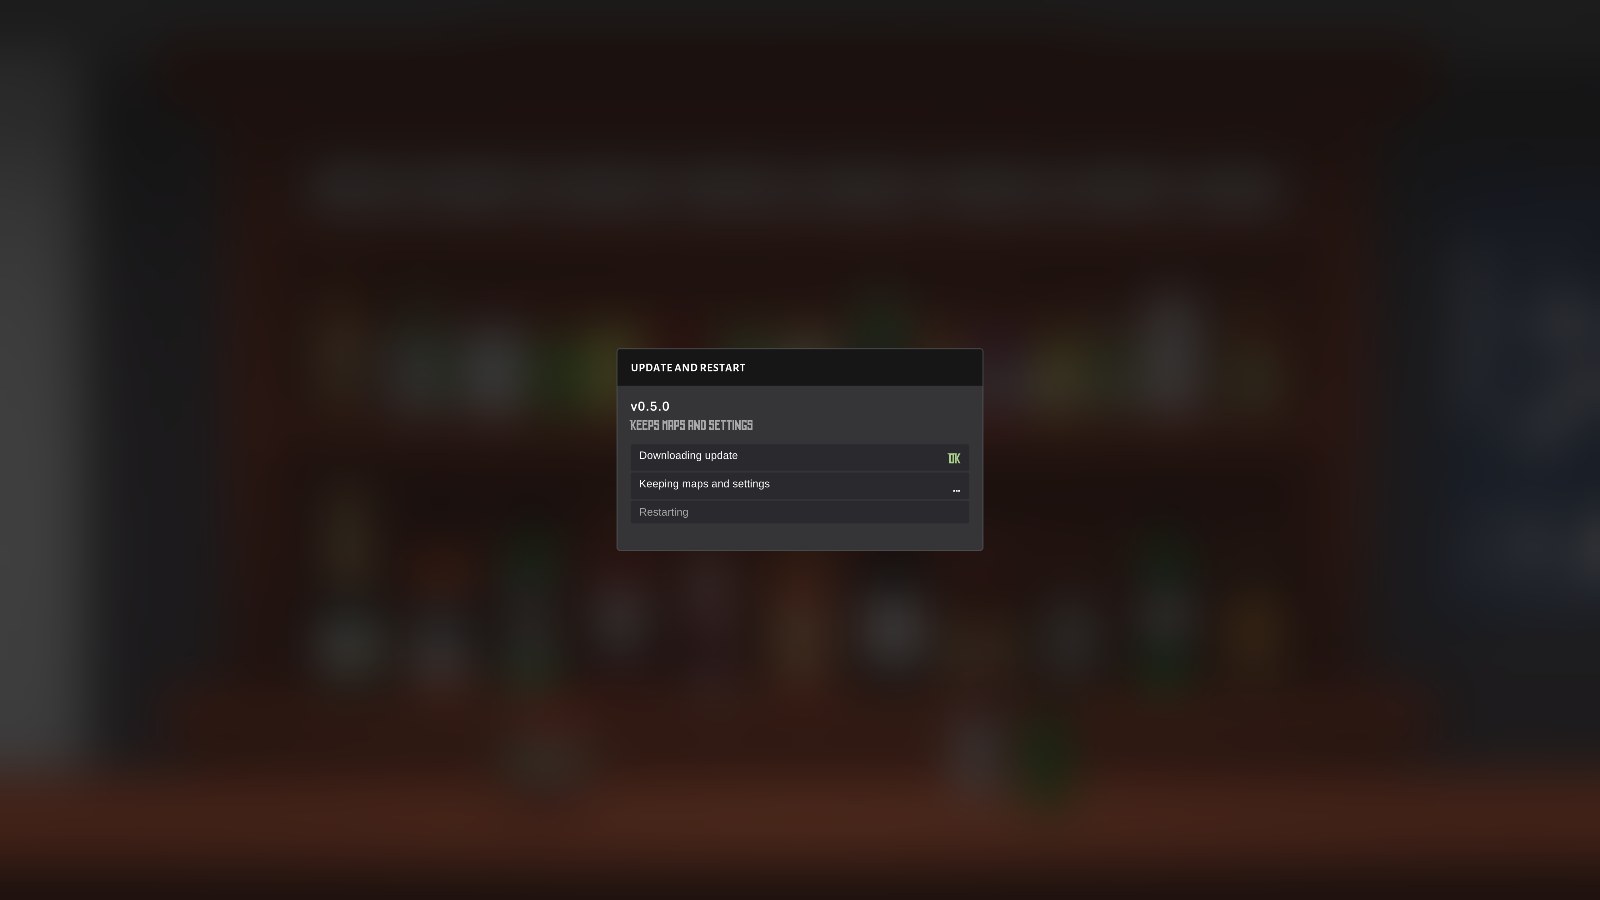 UPDATE AND RESTART
v0.5.0
KEEPS MAPS AND SETTINGS
Downloading update OK
Keeping maps and settings ...
Restarting